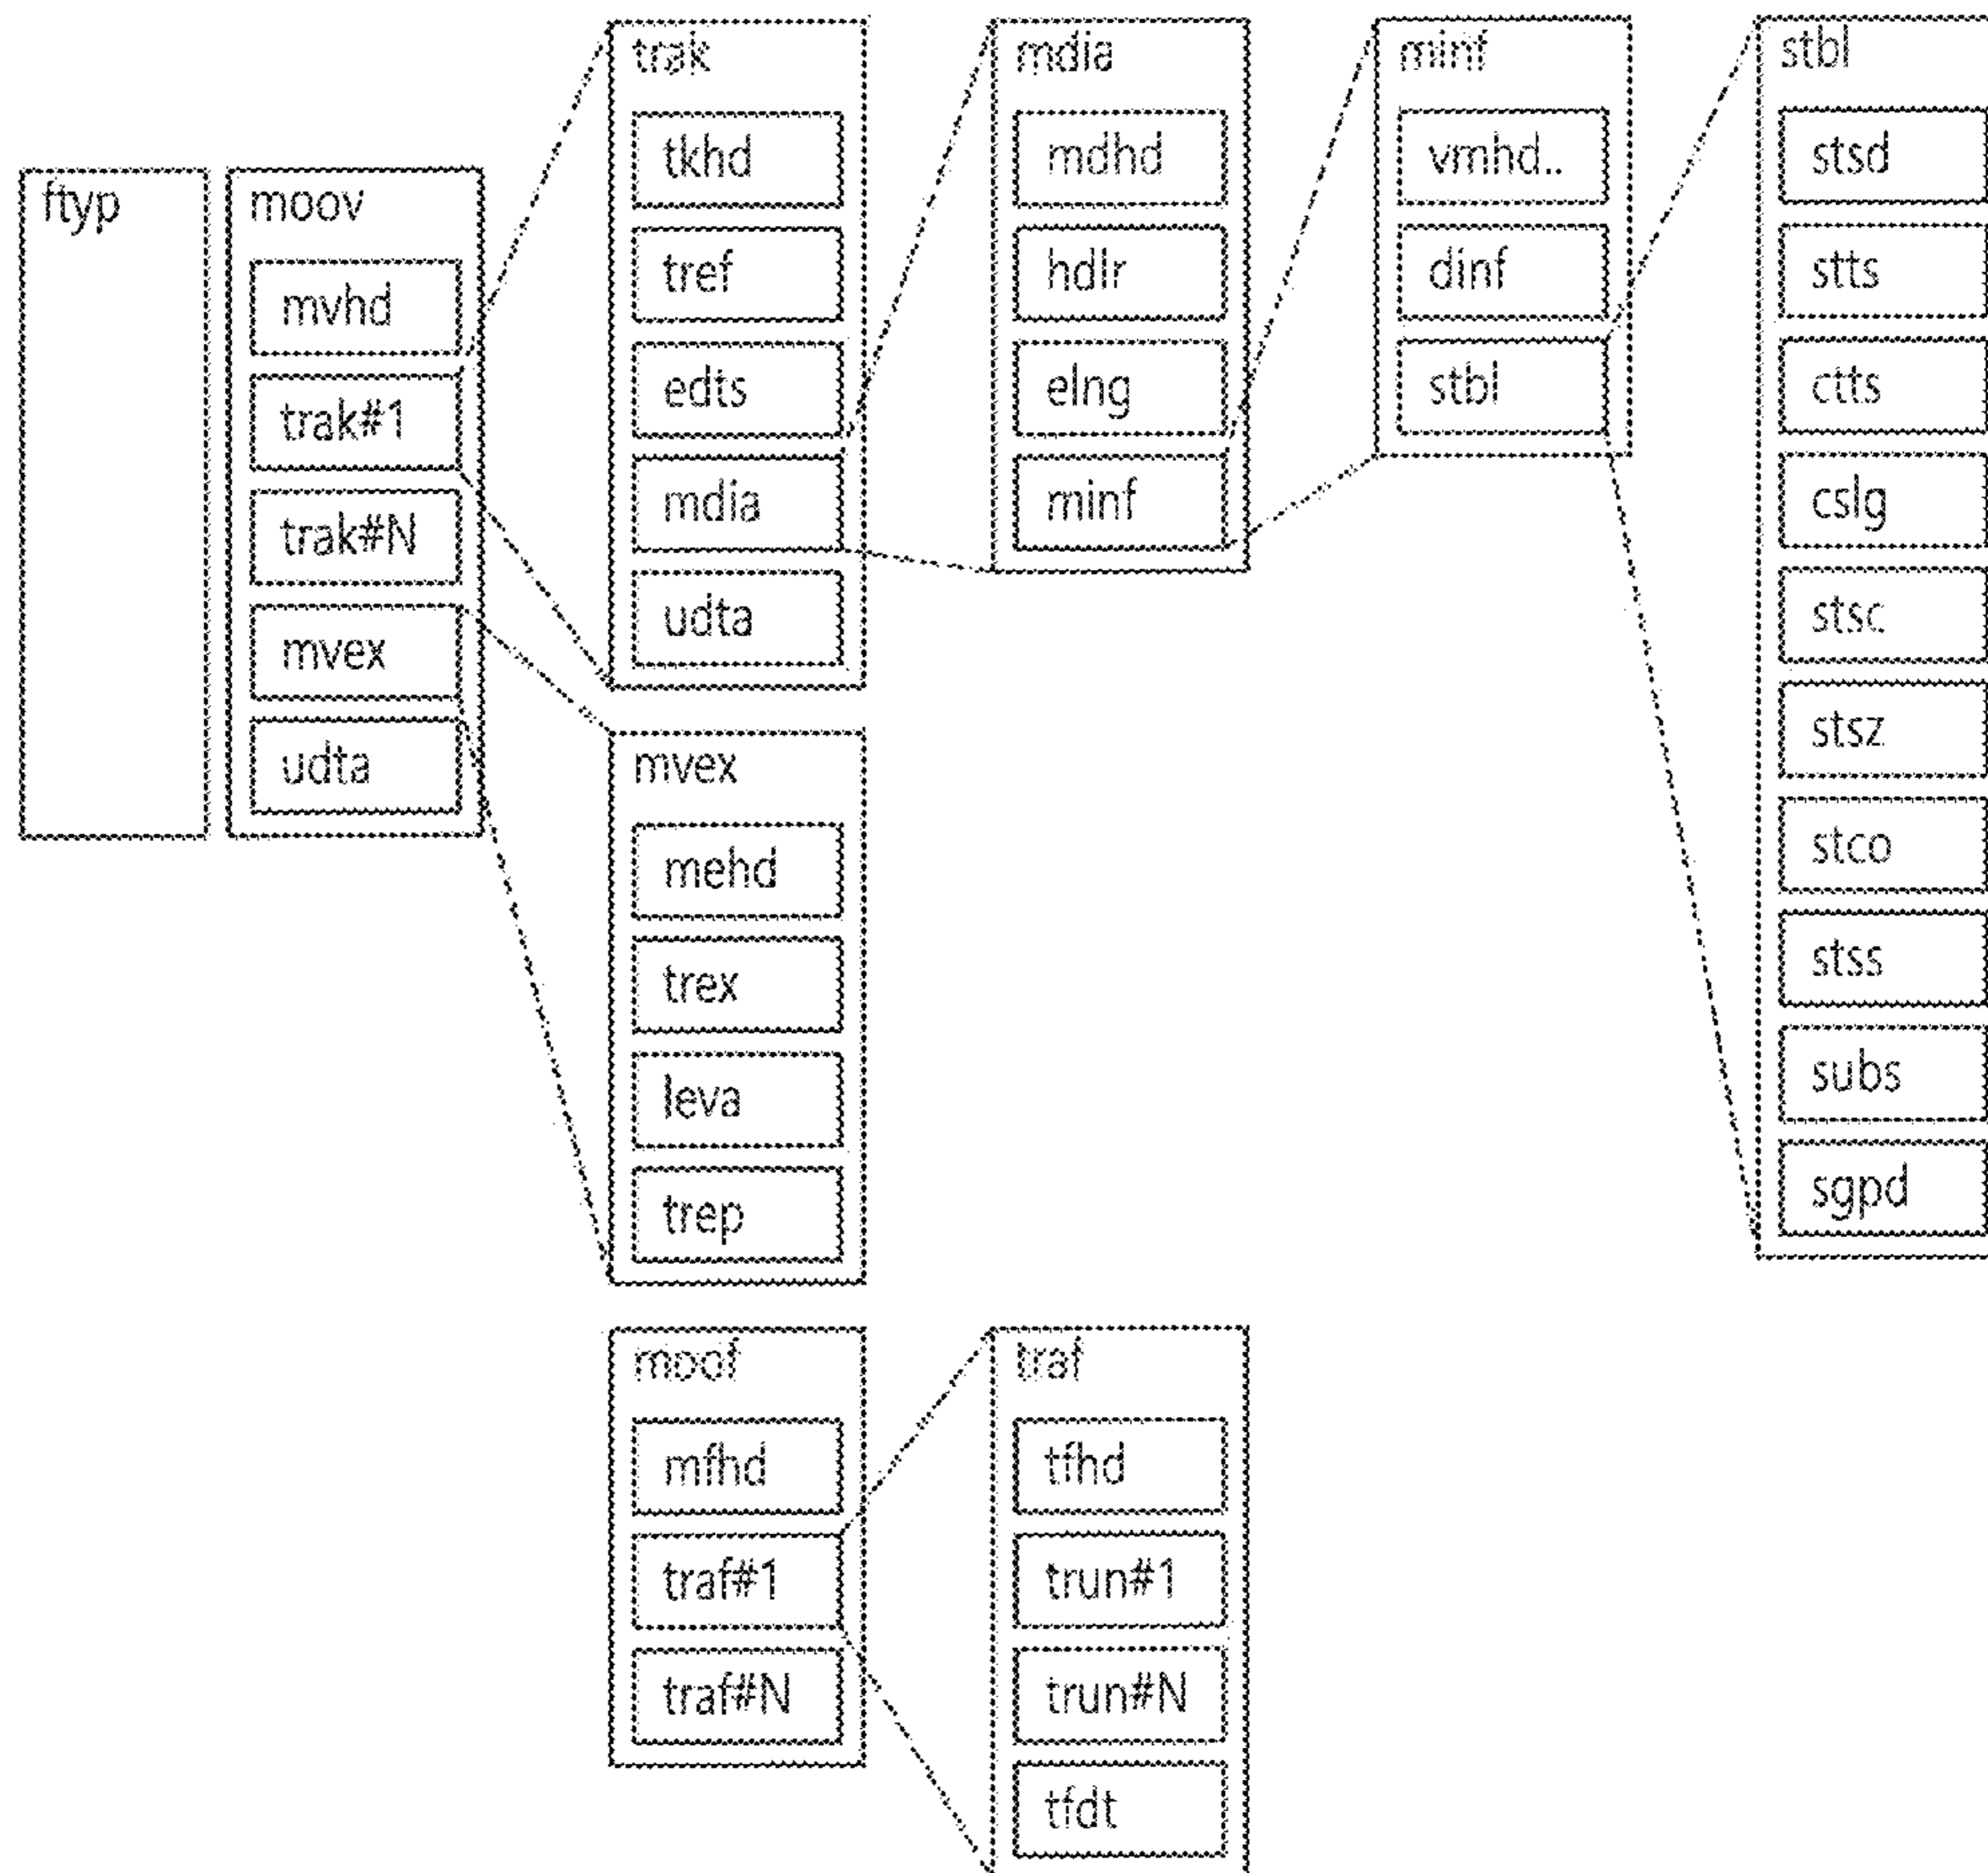 ftyp
moov
mvhd
trak#1
trak#N
mvex
udta
trak
tkhd
tref
edts
mdia
udta
mvex
mehd
trex
leva
trep
moof
mfhd
traf#1
traf#N
mdia
mdhd
hdlr
elng
minf
traf
tfhd
trun#1
trun#N
tfdt
minf
vmhd..
dinf
stbl
stbl
stsd
stts
ctts
cslg
stsc
stsz
stco
stss
subs
sgpd